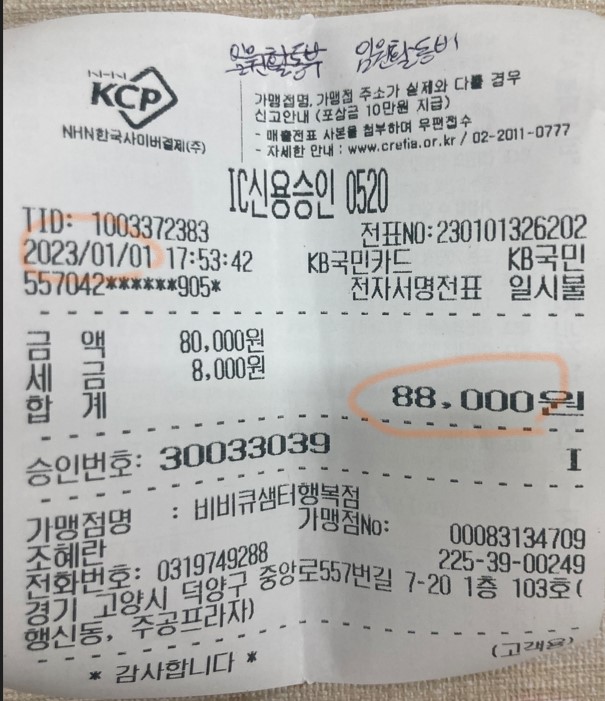 임원활동부 임원활동비
NHN
KCP
NHN한국사이버결제(주)
가맹점명, 가맹점 주소가 실제와 다를 경우
신고안내 (포상금 10만원 지급)
- 매출전표 사본을 첨부하여 우편접수
- 자세한 안내 : www.crefia.or.kr / 02-2011-0777
IC신용승인 0520
TID: 1003372383 전표NO:230101326202
2023/01/01 17:53:42 KB국민카드 KB국민
557042******905* 전자서명전표 일시불
금 액 80,000원
세 금 8,000원
합 계 88,000원
승인번호: 30033039 I
가맹점명 : 비비큐샘터행복점
가맹점No: 00083134709
조혜란 225-39-00249
전화번호: 0319749288
경기 고양시 덕양구 중앙로557번길 7-20 1층 103호(
행신동, 주공프라자)
* 감사합니다 * (고객용)